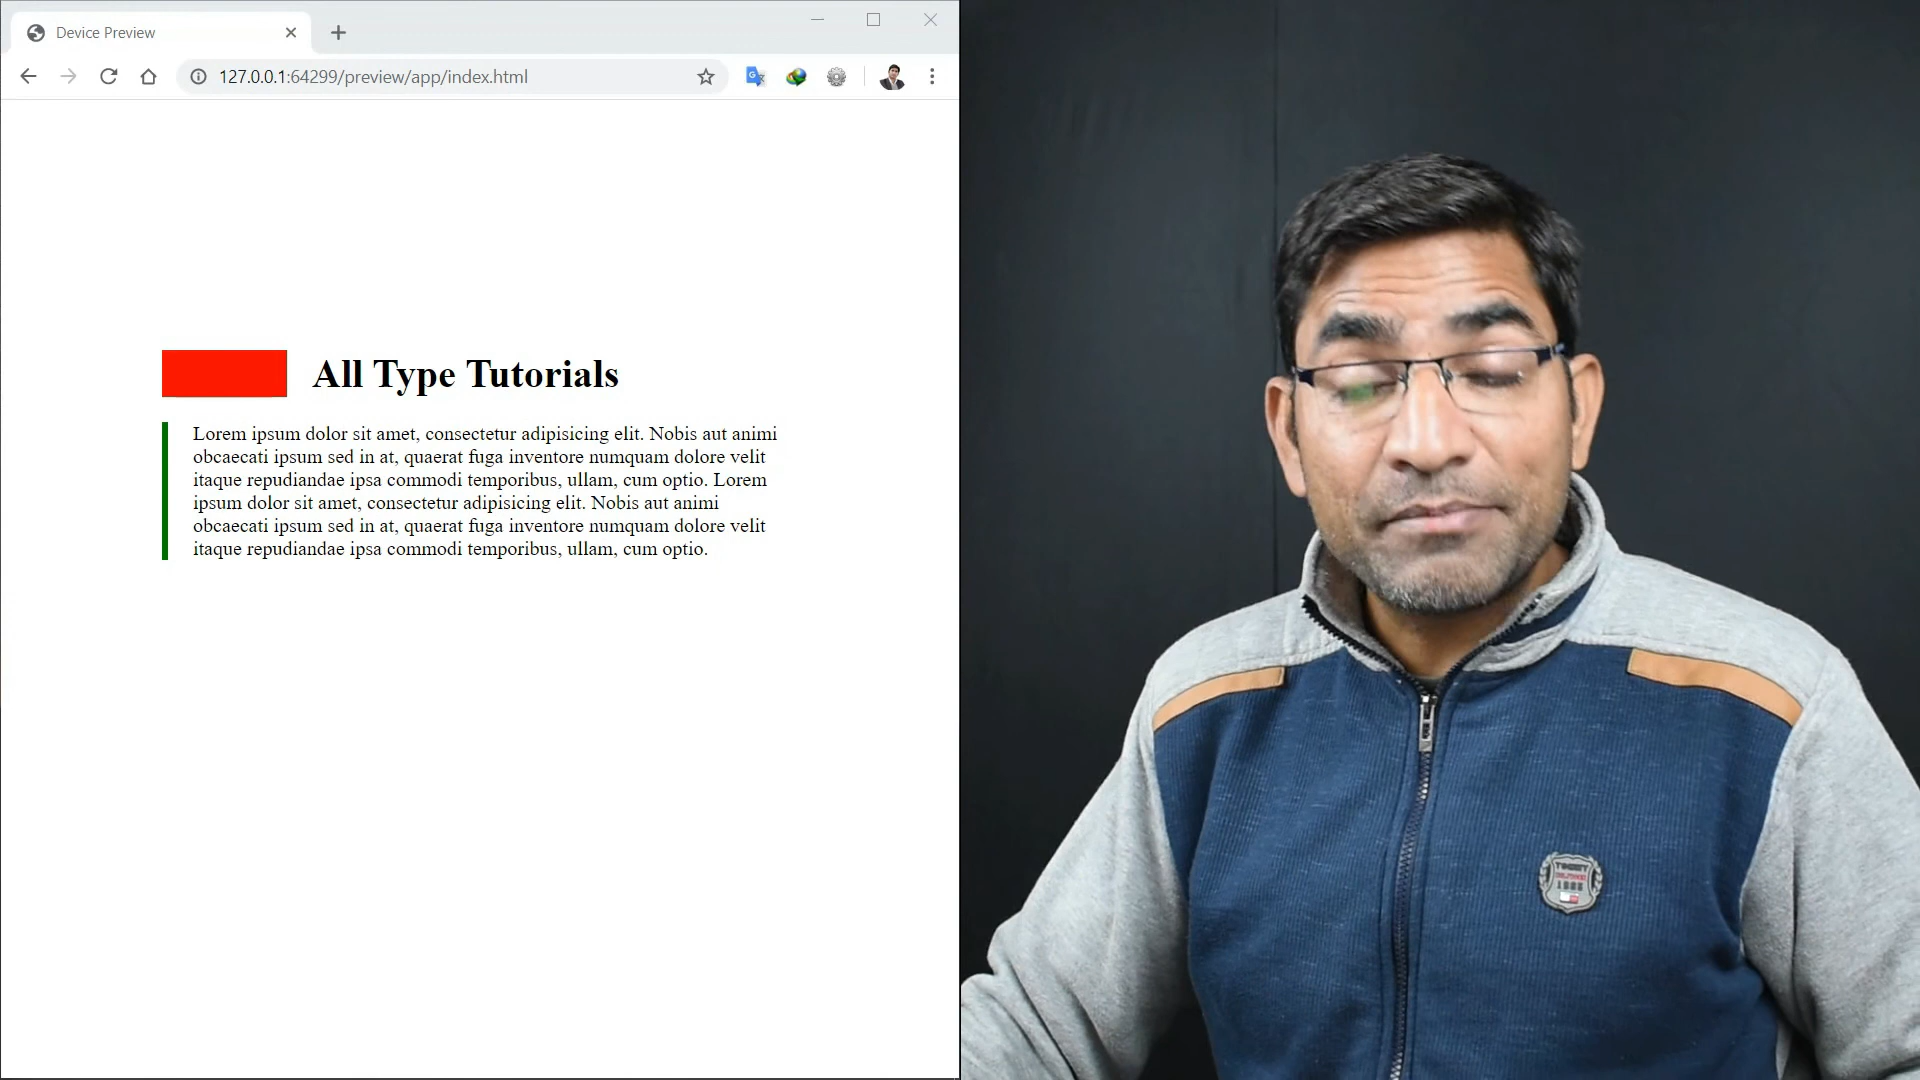 Device Preview
127.0.0.1:64299/preview/app/index.html
All Type Tutorials
Lorem ipsum dolor sit amet, consectetur adipisicing elit. Nobis aut animi
obcaecati ipsum sed in at, quaerat fuga inventore numquam dolore velit
itaque repudiandae ipsa commodi temporibus, ullam, cum optio. Lorem
ipsum dolor sit amet, consectetur adipisicing elit. Nobis aut animi
obcaecati ipsum sed in at, quaerat fuga inventore numquam dolore velit
itaque repudiandae ipsa commodi temporibus, ullam, cum optio.